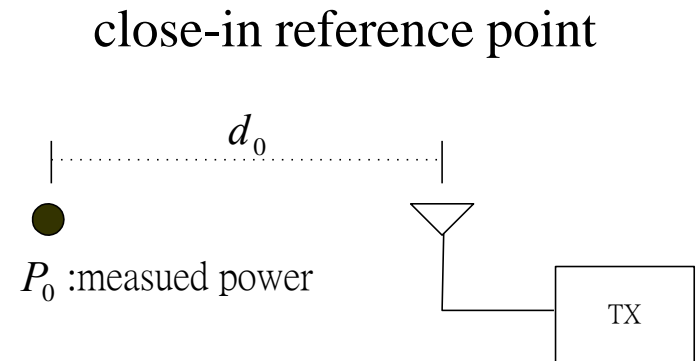 close-in reference point
d₀
P₀ :measued power
TX